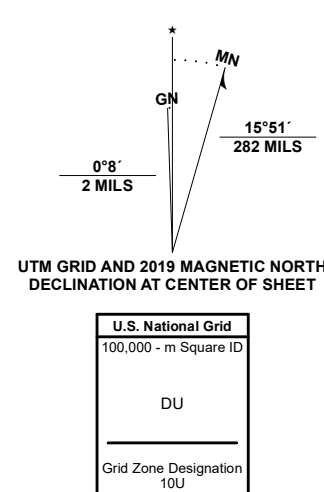 ★
MN
GN
15°51´
282 MILS
0°8´
2 MILS
UTM GRID AND 2019 MAGNETIC NORTH
DECLINATION AT CENTER OF SHEET
U.S. National Grid
100,000 - m Square ID
DU
Grid Zone Designation
10U